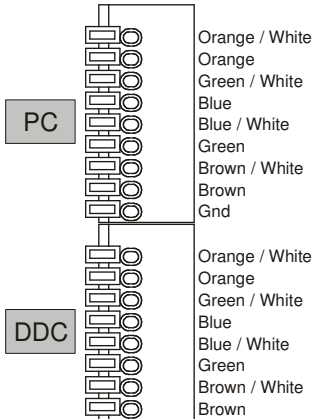 PC
Orange / White
Orange
Green / White
Blue
Blue / White
Green
Brown / White
Brown
Gnd
DDC
Orange / White
Orange
Green / White
Blue
Blue / White
Green
Brown / White
Brown